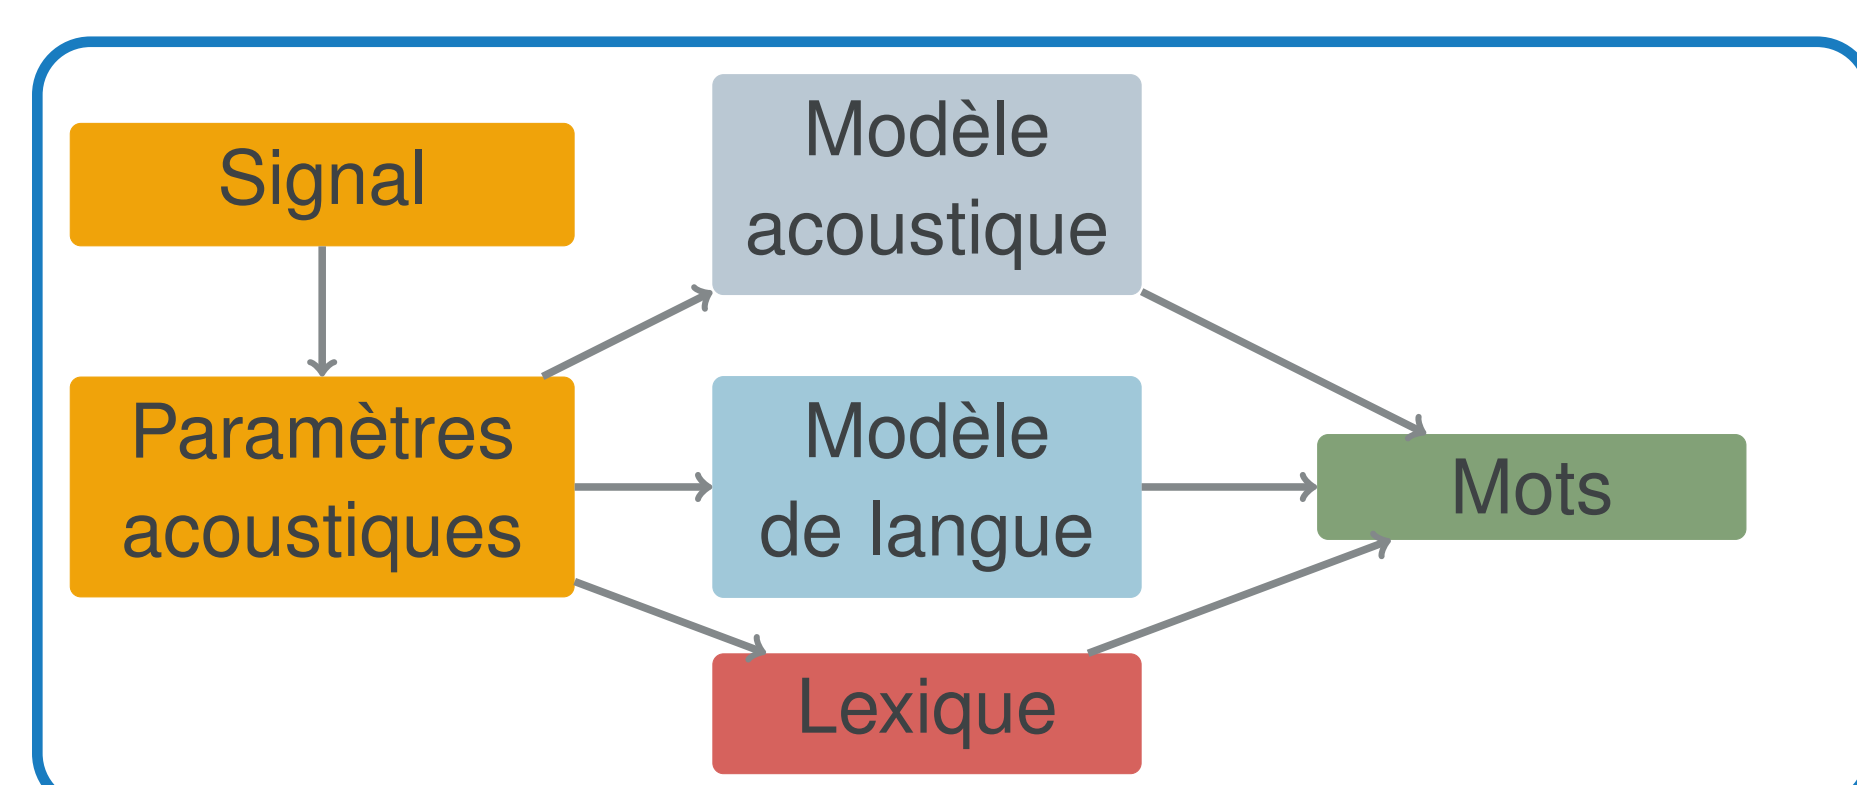 Signal
Paramètres
acoustiques
Modèle
acoustique
Modèle
de langue
Lexique
Mots